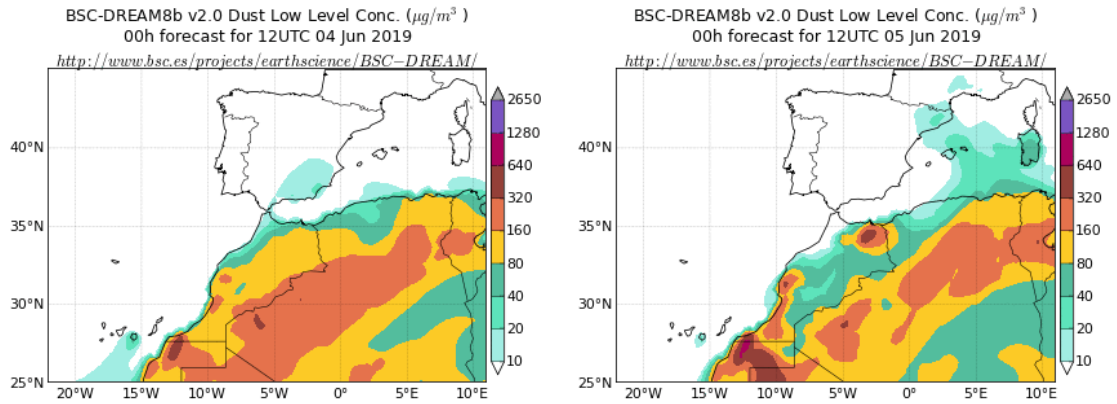 BSC-DREAM8b v2.0 Dust Low Level Conc. (μg/m³ )
00h forecast for 12UTC 04 Jun 2019
http://www.bsc.es/projects/earthscience/BSC−DREAM/
40°N
35°N
30°N
25°N
20°W
15°W
10°W
5°W
0°E
5°E
10°E
2650
1280
640
320
160
80
40
20
10
BSC-DREAM8b v2.0 Dust Low Level Conc. (μg/m³ )
00h forecast for 12UTC 05 Jun 2019
http://www.bsc.es/projects/earthscience/BSC−DREAM/
40°N
35°N
30°N
25°N
20°W
15°W
10°W
5°W
0°E
5°E
10°E
2650
1280
640
320
160
80
40
20
10